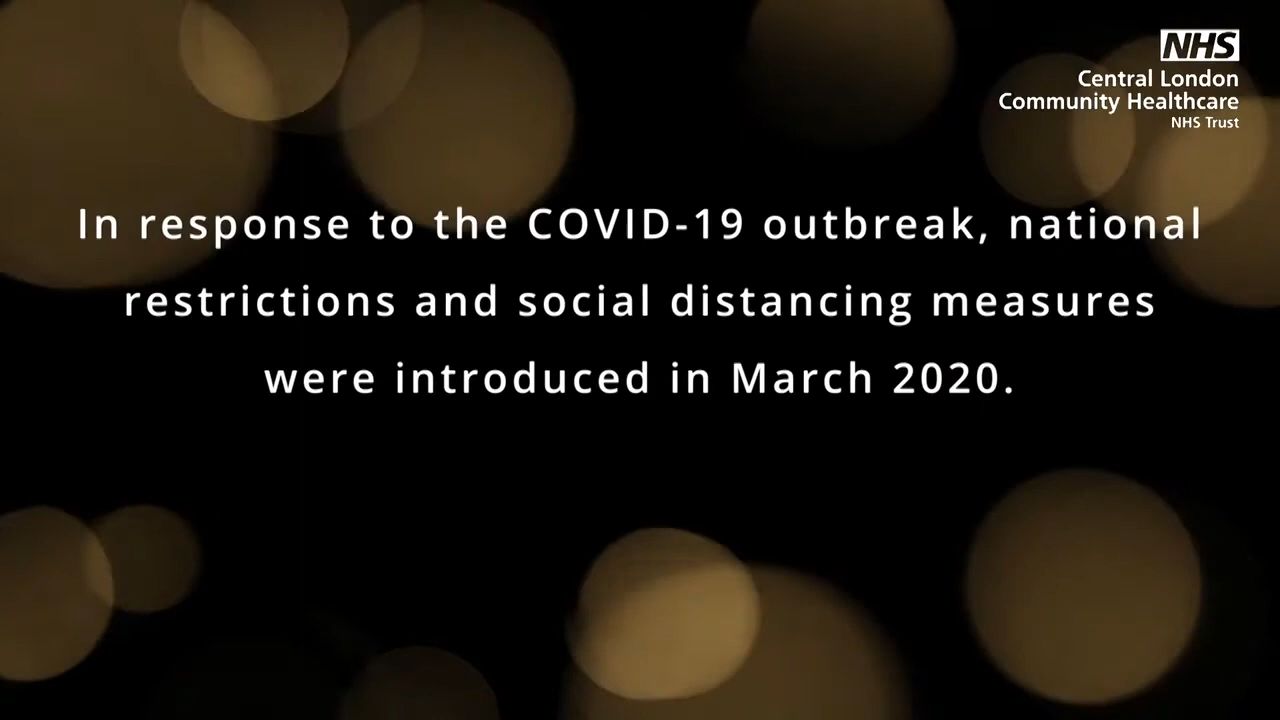 NHS
Central London
Community Healthcare
NHS Trust
In response to the COVID-19 outbreak, national
restrictions and social distancing measures
were introduced in March 2020.